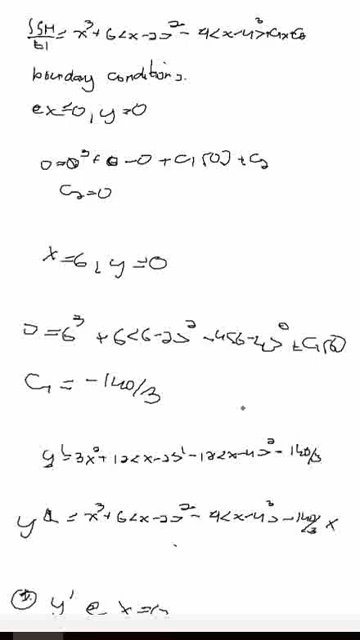 ∫∫M/EI = x³ + 6<x-2>² - 4<x-4>³ + C₁x + C₂
boundary conditions.
@ x=0, y=0
0 = 0³ + 0 - 0 + C₁(0) + C₂
C₂ = 0
x=6, y=0
0 = 6³ + 6<6-2>² - 4<6-4>³ + C₁(6)
C₁ = -140/3
y' = 3x² + 12<x-2>¹ - 12<x-4>² - 140/3
y = x³ + 6<x-2>² - 4<x-4>³ - 140/3 x
y' @ x=